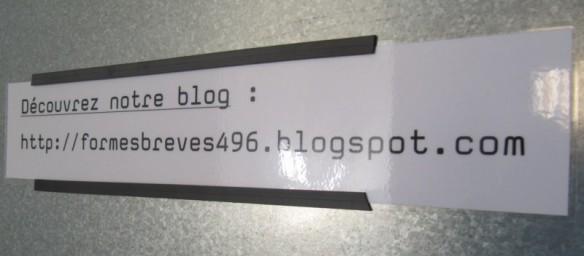 Découvrez notre blog :
http://formesbreves496.blogspot.com